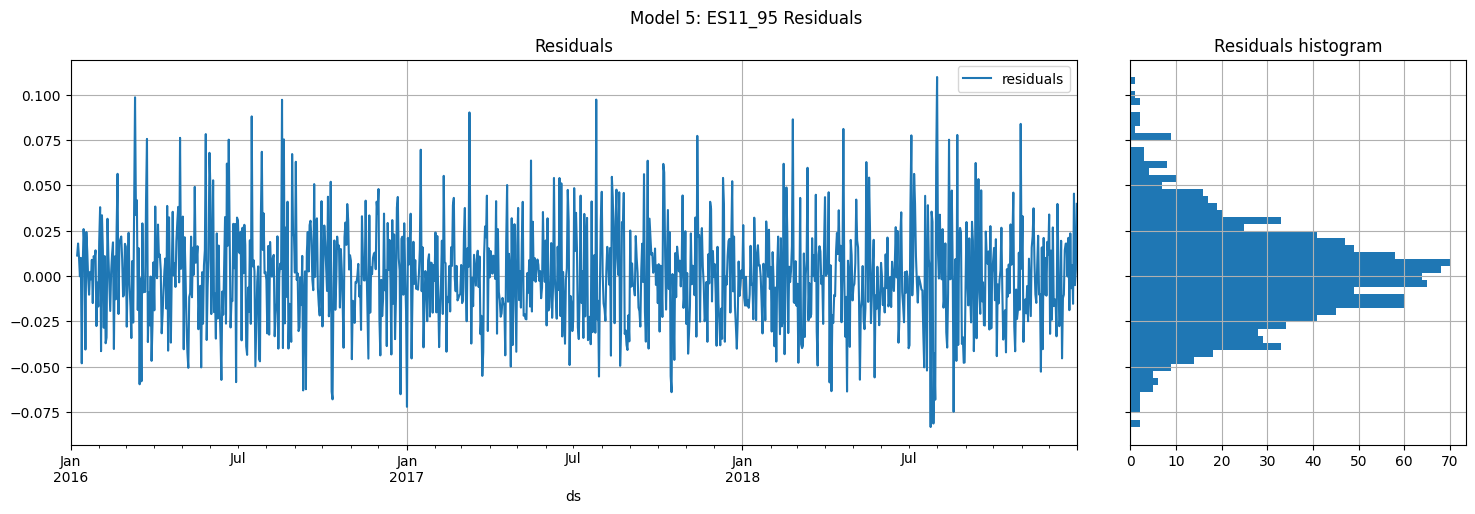 Model 5: ES11_95 Residuals
Residuals
Residuals histogram
residuals
0.100
0.075
0.050
0.025
0.000
−0.025
−0.050
−0.075
Jan
2016
Jul
Jan
2017
Jul
Jan
2018
Jul
ds
0 10 20 30 40 50 60 70